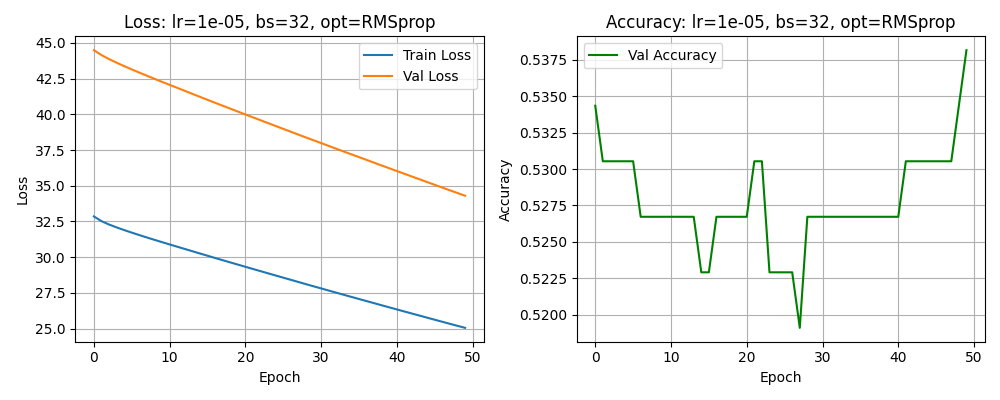 Loss: lr=1e-05, bs=32, opt=RMSprop
45.0
42.5
40.0
37.5
35.0
32.5
30.0
27.5
25.0
Loss
Train Loss
Val Loss
0 10 20 30 40 50
Epoch
Accuracy: lr=1e-05, bs=32, opt=RMSprop
0.5375
0.5350
0.5325
0.5300
0.5275
0.5250
0.5225
0.5200
Accuracy
Val Accuracy
0 10 20 30 40 50
Epoch